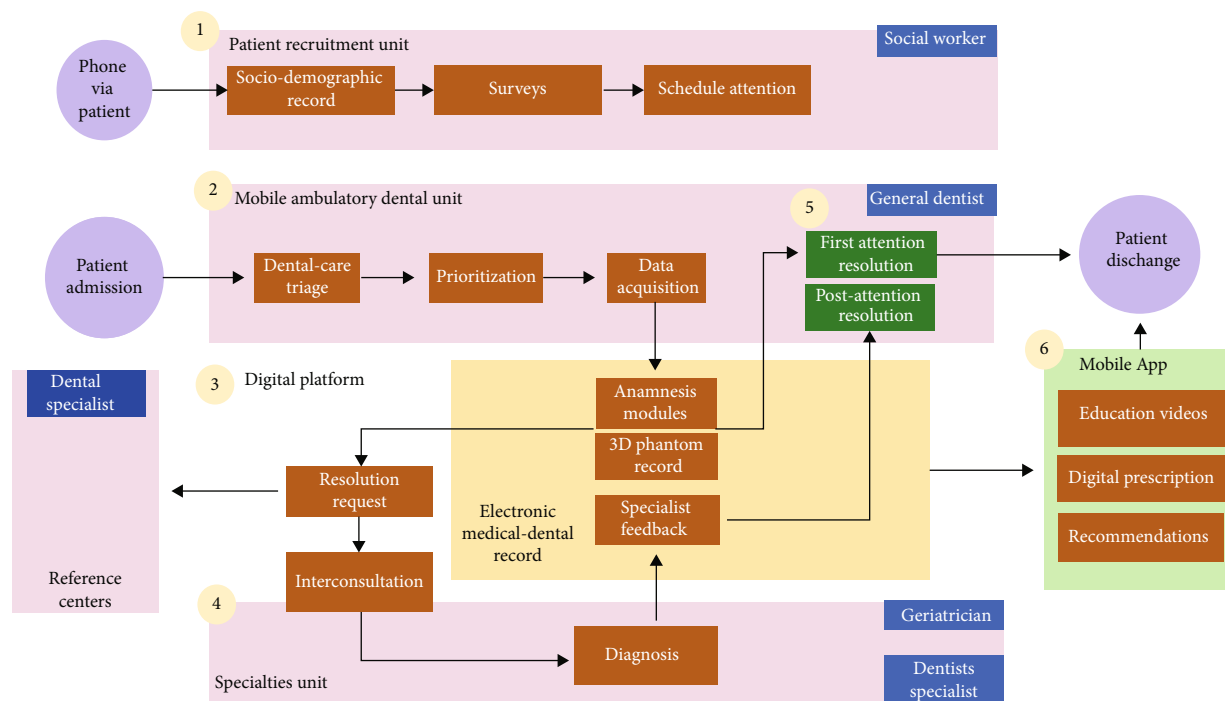 1
Patient recruitment unit
Social worker
Phone
via
patient
Socio-demographic
record
Surveys
Schedule attention
2
Mobile ambulatory dental unit
General dentist
5
Patient
admission
Dental-care
triage
Prioritization
Data
acquisition
First attention
resolution
Post-attention
resolution
Patient
discharge
Dental
specialist
Reference
centers
3
Digital platform
Anamnesis
modules
3D phantom
record
Resolution
request
Electronic
medical-dental
record
Specialist
feedback
Interconsultation
6
Mobile App
Education videos
Digital prescription
Recommendations
4
Specialties unit
Diagnosis
Geriatrician
Dentists
specialist